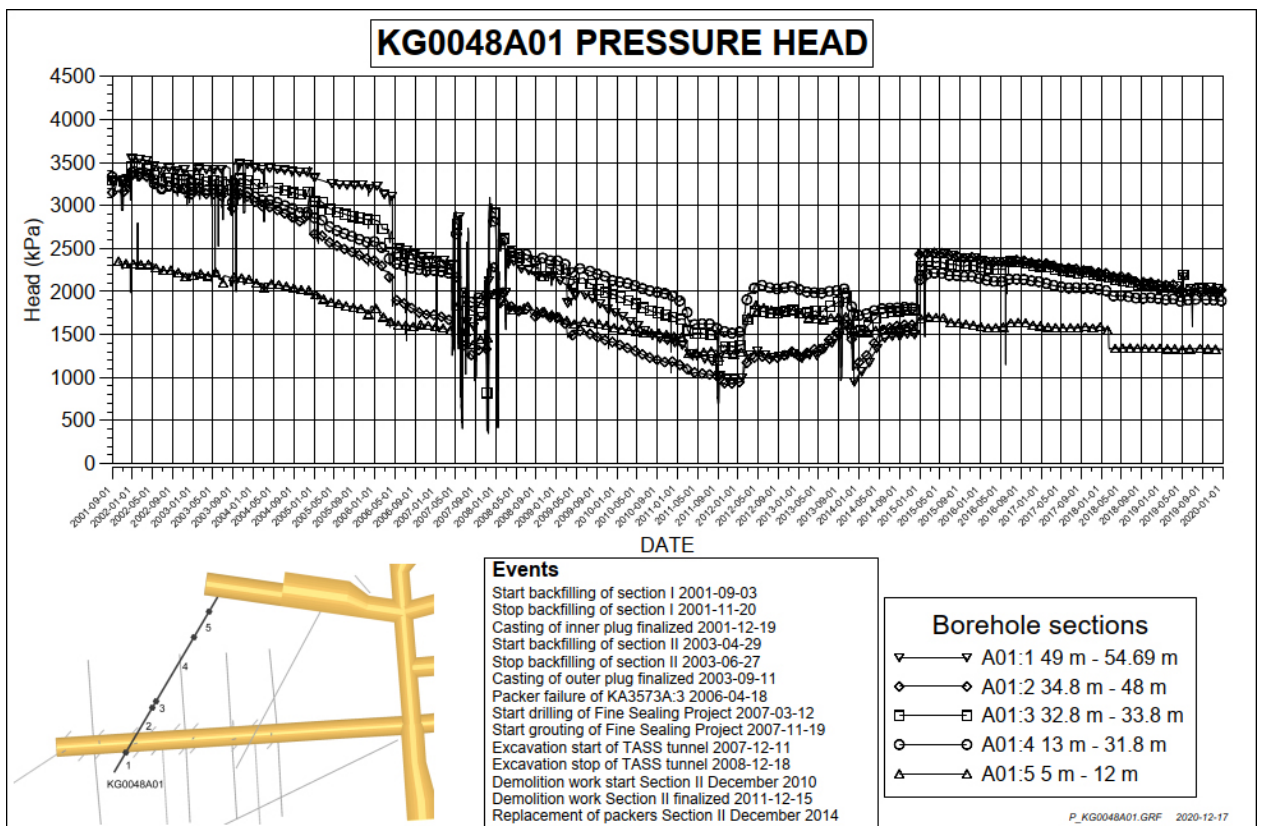 KG0048A01 PRESSURE HEAD
4500
4000
3500
3000
2500
2000
1500
1000
500
0
Head (kPa)
2001-09-01
2002-01-01
2002-05-01
2002-09-01
2003-01-01
2003-05-01
2003-09-01
2004-01-01
2004-05-01
2004-09-01
2005-01-01
2005-05-01
2005-09-01
2006-01-01
2006-05-01
2006-09-01
2007-01-01
2007-05-01
2007-09-01
2008-01-01
2008-05-01
2008-09-01
2009-01-01
2009-05-01
2009-09-01
2010-01-01
2010-05-01
2010-09-01
2011-01-01
2011-05-01
2011-09-01
2012-01-01
2012-05-01
2012-09-01
2013-01-01
2013-05-01
2013-09-01
2014-01-01
2014-05-01
2014-09-01
2015-01-01
2015-05-01
2015-09-01
2016-01-01
2016-05-01
2016-09-01
2017-01-01
2017-05-01
2017-09-01
2018-01-01
2018-05-01
2018-09-01
2019-01-01
2019-05-01
2019-09-01
2020-01-01
DATE
5
4
3
2
1
KG0048A01
Events
Start backfilling of section I 2001-09-03
Stop backfilling of section I 2001-11-20
Casting of inner plug finalized 2001-12-19
Start backfilling of section II 2003-04-29
Stop backfilling of section II 2003-06-27
Casting of outer plug finalized 2003-09-11
Packer failure of KA3573A:3 2006-04-18
Start drilling of Fine Sealing Project 2007-03-12
Start grouting of Fine Sealing Project 2007-11-19
Excavation start of TASS tunnel 2007-12-11
Excavation stop of TASS tunnel 2008-12-18
Demolition work start Section II December 2010
Demolition work Section II finalized 2011-12-15
Replacement of packers Section II December 2014
Borehole sections
A01:1 49 m - 54.69 m
A01:2 34.8 m - 48 m
A01:3 32.8 m - 33.8 m
A01:4 13 m - 31.8 m
A01:5 5 m - 12 m
P_KG0048A01.GRF 2020-12-17